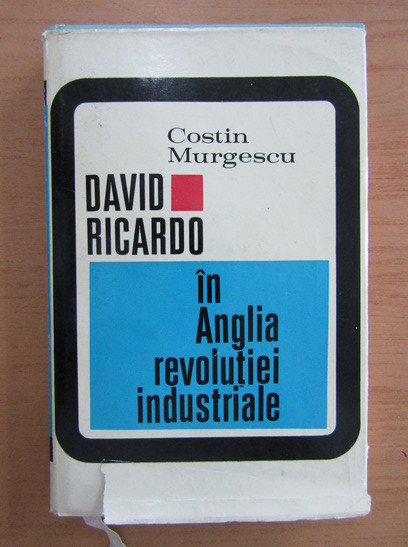 Costin
Murgescu
DAVID
RICARDO
în
Anglia
revoluției
industriale